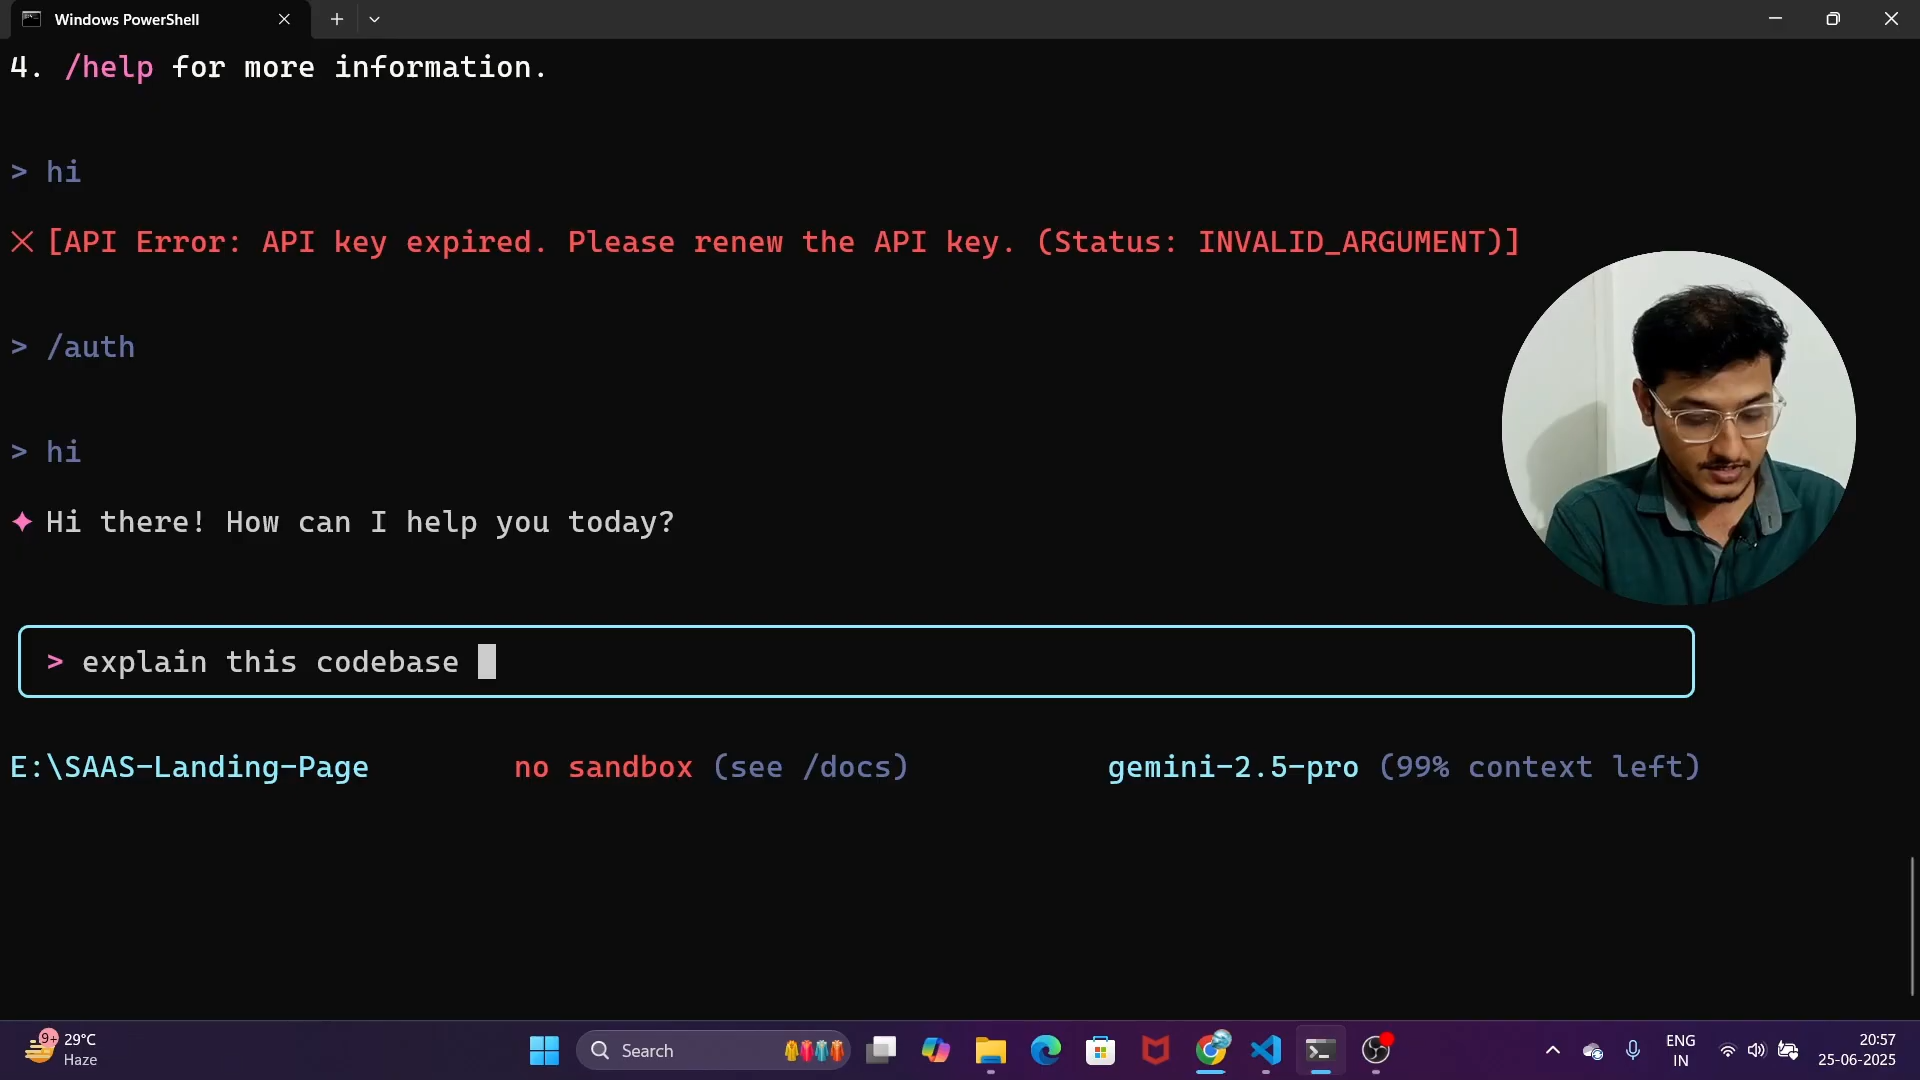 Windows PowerShell
4. /help for more information.
> hi
✕ [API Error: API key expired. Please renew the API key. (Status: INVALID_ARGUMENT)]
> /auth
> hi
✦ Hi there! How can I help you today?
> explain this codebase
E:\SAAS-Landing-Page no sandbox (see /docs) gemini-2.5-pro (99% context left)
9+ 29°C
Haze
Search
ENG
IN
20:57
25-06-2025